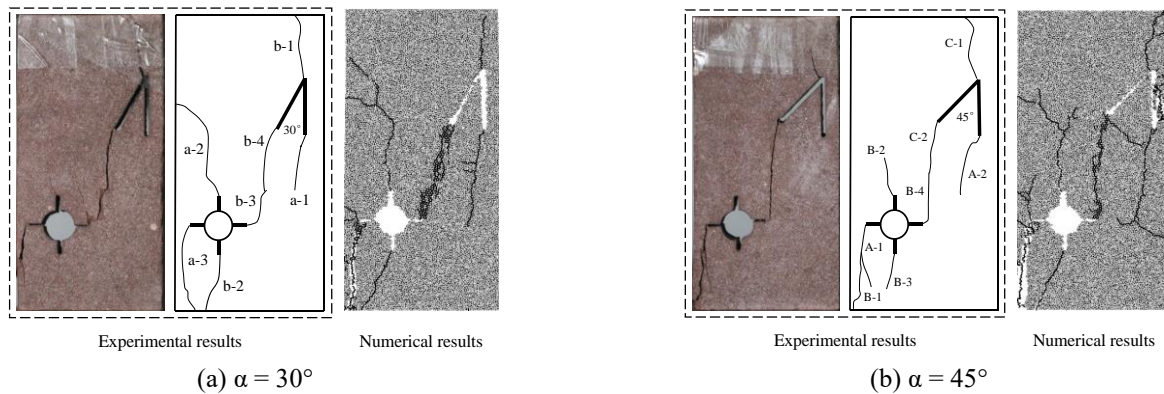 b-1
30°
b-4
a-2
a-1
b-3
a-3
b-2
Experimental results
Numerical results
(a) α = 30°
C-1
45°
C-2
B-2
A-2
B-4
A-1
B-3
B-1
Experimental results
Numerical results
(b) α = 45°